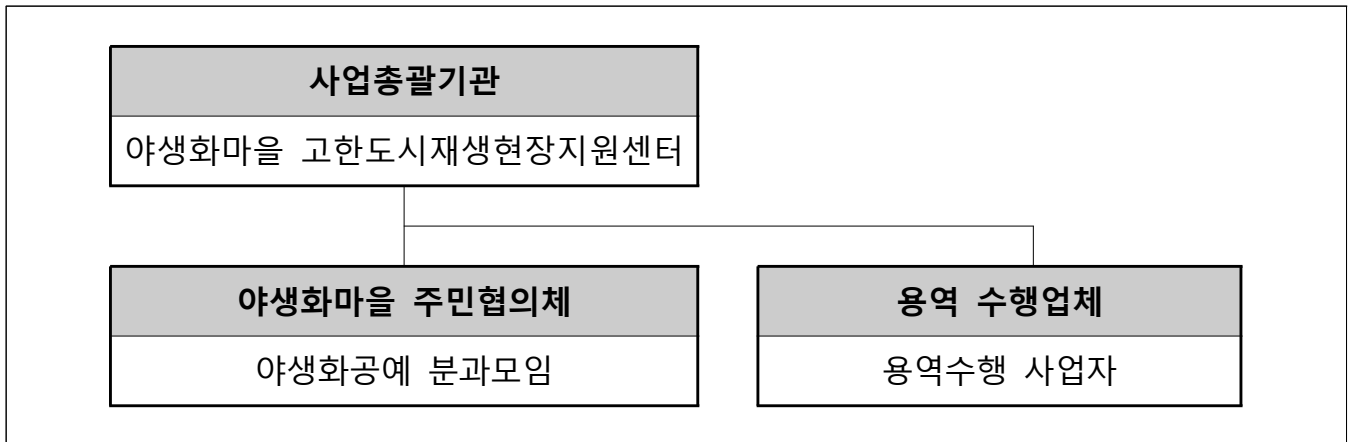 사업총괄기관
야생화마을 고한도시재생현장지원센터
야생화마을 주민협의체
야생화공예 분과모임
용역 수행업체
용역수행 사업자